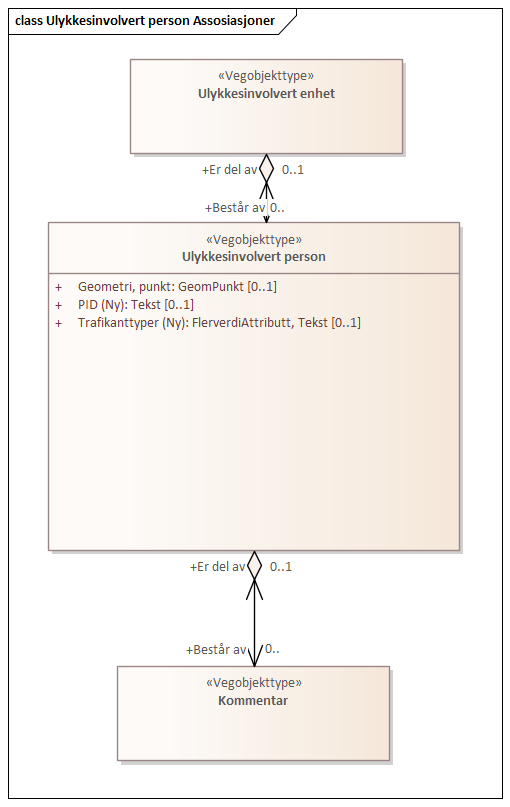 class Ulykkesinvolvert person Assosiasjoner
«Vegobjekttype»
Ulykkesinvolvert enhet
+Er del av 0..1
+Består av 0..
«Vegobjekttype»
Ulykkesinvolvert person
+ Geometri, punkt: GeomPunkt [0..1]
+ PID (Ny): Tekst [0..1]
+ Trafikanttyper (Ny): FlerverdiAttributt, Tekst [0..1]
+Er del av 0..1
+Består av 0..
«Vegobjekttype»
Kommentar